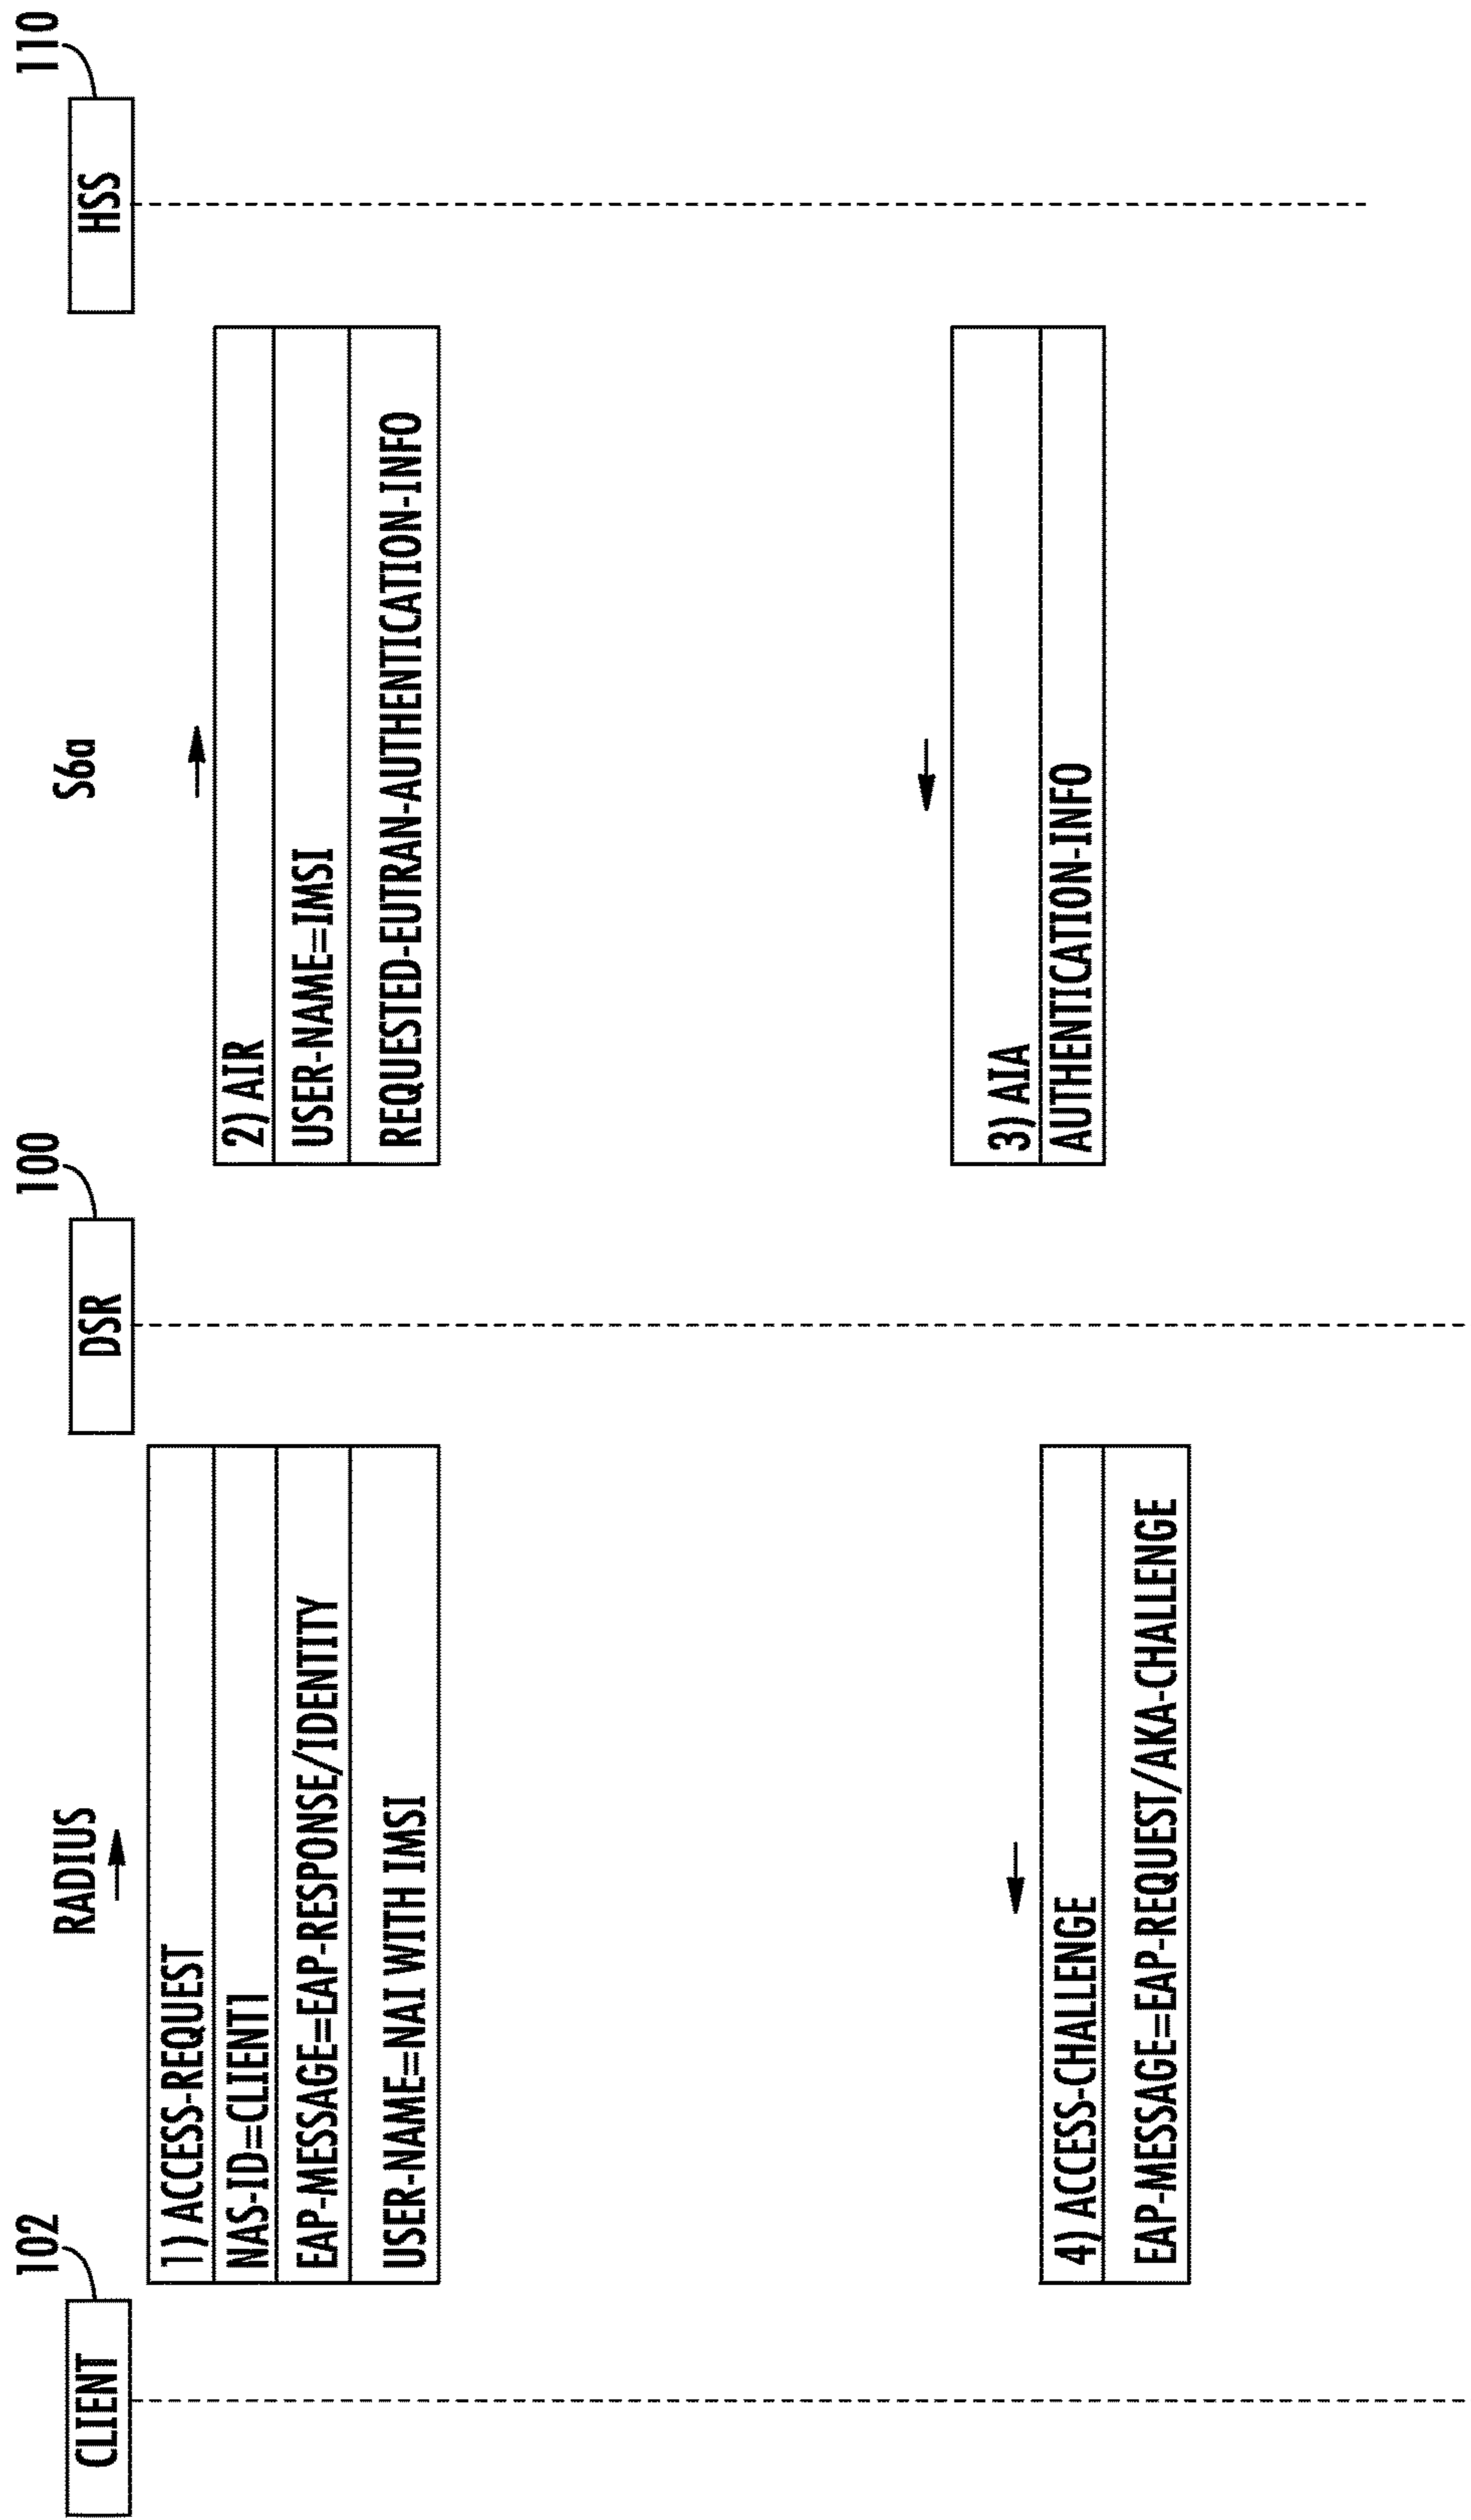 102
CLIENT
RADIUS
100
DSR
S6a
110
HSS
1) ACCESS-REQUEST
NAS-ID=CLIENT1
EAP-MESSAGE=EAP-RESPONSE/IDENTITY
USER-NAME=NAI WITH IMSI
2) AIR
USER-NAME=IMSI
REQUESTED-EUTRAN-AUTHENTICATION-INFO
3) AIA
AUTHENTICATION-INFO
4) ACCESS-CHALLENGE
EAP-MESSAGE=EAP-REQUEST/AKA-CHALLENGE